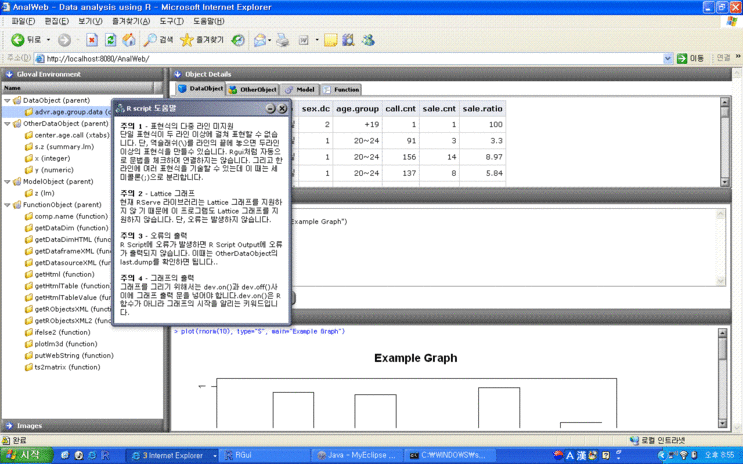 AnalWeb - Data analysis using R - Microsoft Internet Explorer
파일(F) 편집(E) 보기(V) 즐겨찾기(A) 도구(T) 도움말(H)
뒤로 검색 즐겨찾기
주소(D) http://localhost:8080/AnalWeb/ 이동 연결 »
Gloval Environment
Name
DataObject (parent)
advr.age.group.data (
OtherDataObject (parent)
center.age.call (xtabs)
s.z (summary.lm)
x (integer)
y (numeric)
ModelObject (parent)
z (lm)
FunctionObject (parent)
comp.name (function)
getDataDim (function)
getDataDimHTML (function)
getDataframeXML (function)
getDatasourceXML (function)
getHtml (function)
getHtmlTable (function)
getHtmlTableValue (function)
getRObjectsXML (function)
getRObjectsXML2 (function)
ifelse2 (function)
plotlm3d (function)
putWebString (function)
ts2matrix (function)
Images
Object Details
DataObject OtherObject Model Function
sex.dc age.group call.cnt sale.cnt sale.ratio
2 +19 1 1 100
1 20~24 91 3 3.3
1 20~24 156 14 8.97
1 20~24 137 8 5.84
R script 도움말
주의 1 - 표현식의 다중 라인 미지원
단일 표현식이 두 라인 이상에 걸쳐 표현할 수 없습니
다. 단, 역슬래쉬(\)를 라인의 끝에 놓으면 두라인
이상의 표현식을 만들수 있습니다. Rgui처럼 자동으
로 문법을 체크하며 연결하지는 않습니다. 그리고 한
라인에 여러 표현식을 기술할 수 있는데 이 때는 세
미콜론(;)으로 분리합니다.
주의 2 - Lattice 그래프
현재 RServe 라이브러리는 Lattice 그래프를 지원하
지 않 기 때문에 이 프로그램도 Lattice 그래프를 지
원하지 않습니다. 단, 오류는 발생하지 않습니다.
주의 3 - 오류의 출력
R Script에 오류가 발생하면 R Script Output에 오류
가 출력되지 않습니다. 이때는 OtherDataObject의
last.dump를 확인하면 됩니다..
주의 4 - 그래프의 출력
그래프를 그리기 위해서는 dev.on()과 dev.off()사
이에 그래프 출력 문을 넣어야 합니다.dev.on()은 R
함수가 아니라 그래프의 시작을 알리는 키워드입니
다.
Example Graph")
> plot(rnorm(10), type="S", main="Example Graph")
Example Graph
완료 로컬 인트라넷
시작 3 Internet Explorer RGui Java - MyEclipse ... C:\WINDOWS\s... A 漢 오후 8:55